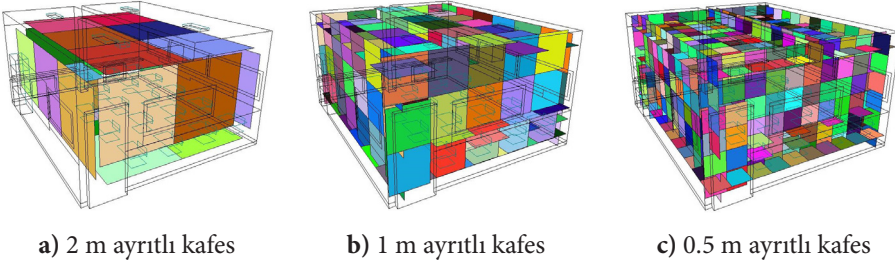 a) 2 m ayrıtlı kafes
b) 1 m ayrıtlı kafes
c) 0.5 m ayrıtlı kafes